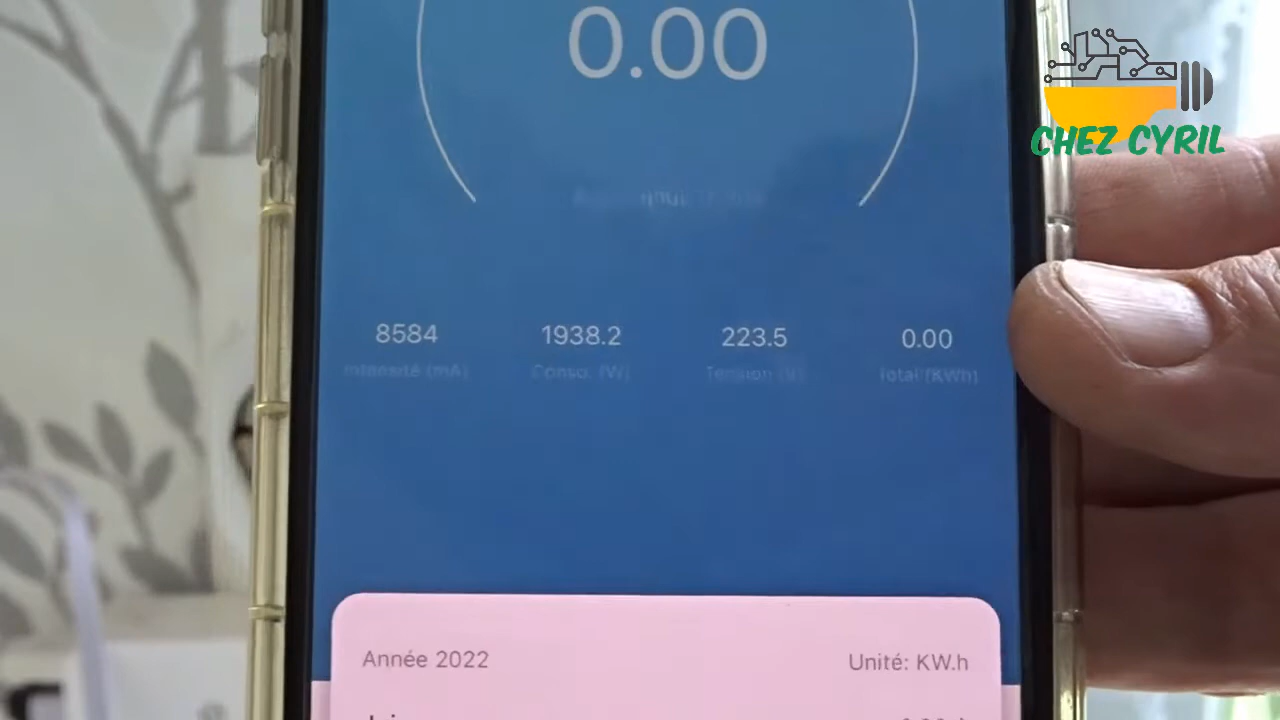 0.00
CHEZ CYRIL
8584 1938.2 223.5 0.00
Intensité (mA) Conso. (W) Tension (V) Total (KWh)
Année 2022 Unité: KW.h